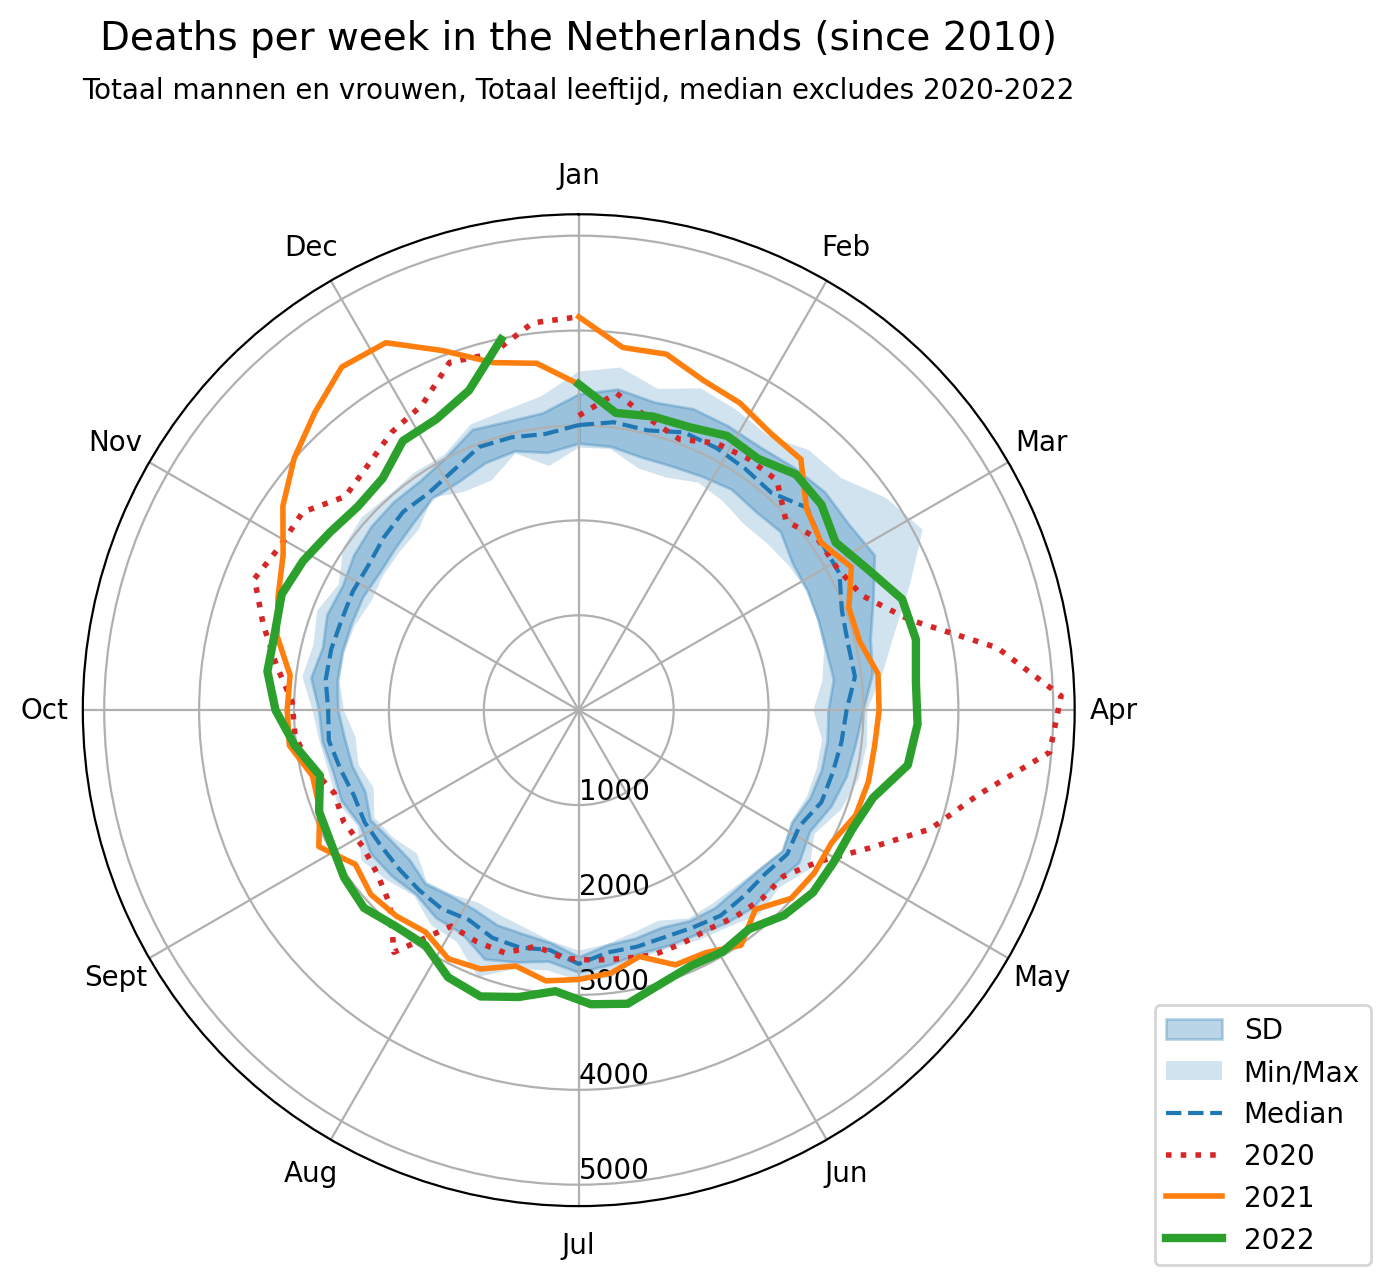 Deaths per week in the Netherlands (since 2010)
Totaal mannen en vrouwen, Totaal leeftijd, median excludes 2020-2022
Jan
Dec
Feb
Nov
Mar
Oct
Apr
1000
2000
3000
4000
5000
Sept
May
Aug
Jun
Jul
SD
Min/Max
Median
2020
2021
2022